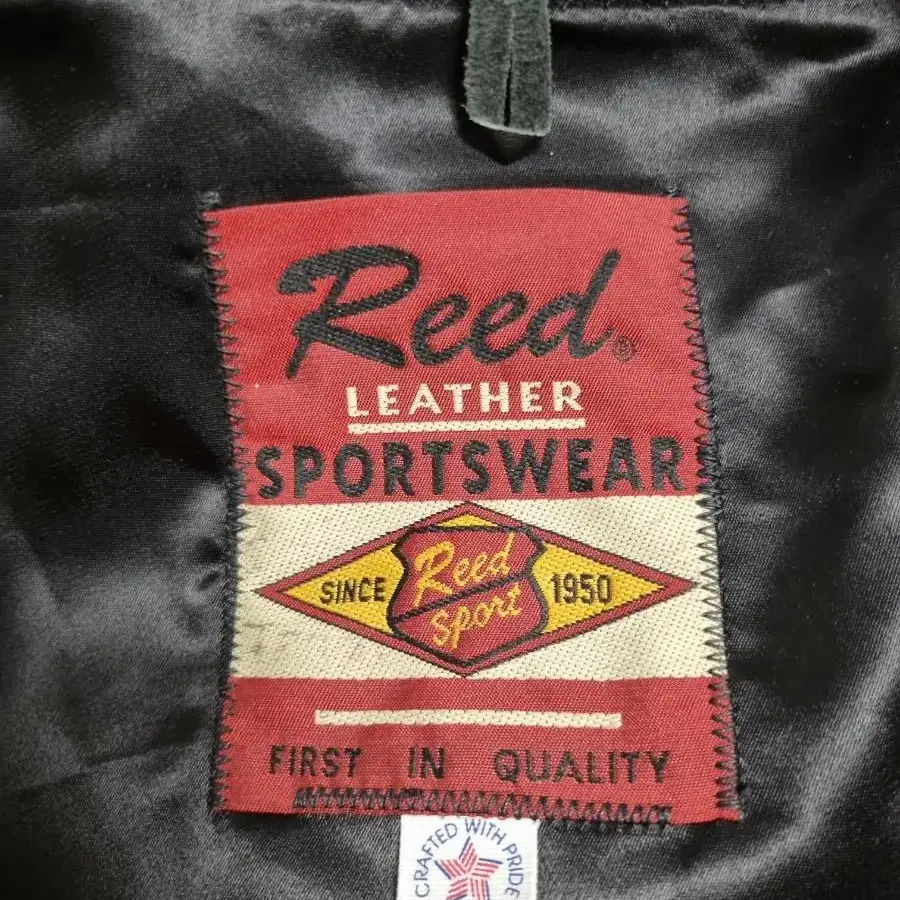 Reed®
LEATHER
SPORTSWEAR
SINCE Reed Sport 1950
FIRST IN QUALITY
CRAFTED WITH PRIDE